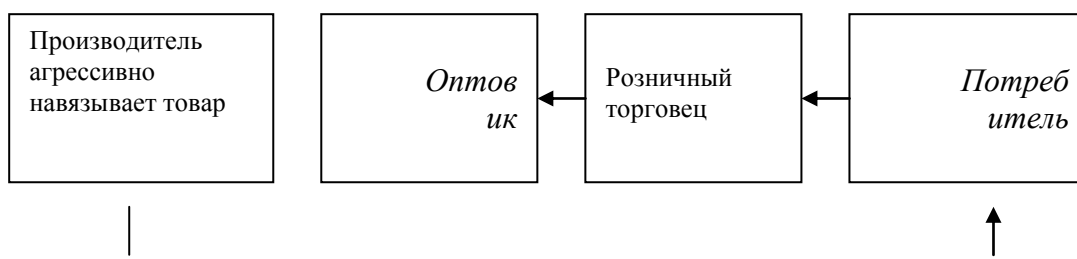 Производитель
агрессивно
навязывает товар
Оптов
ик
Розничный
торговец
Потреб
итель